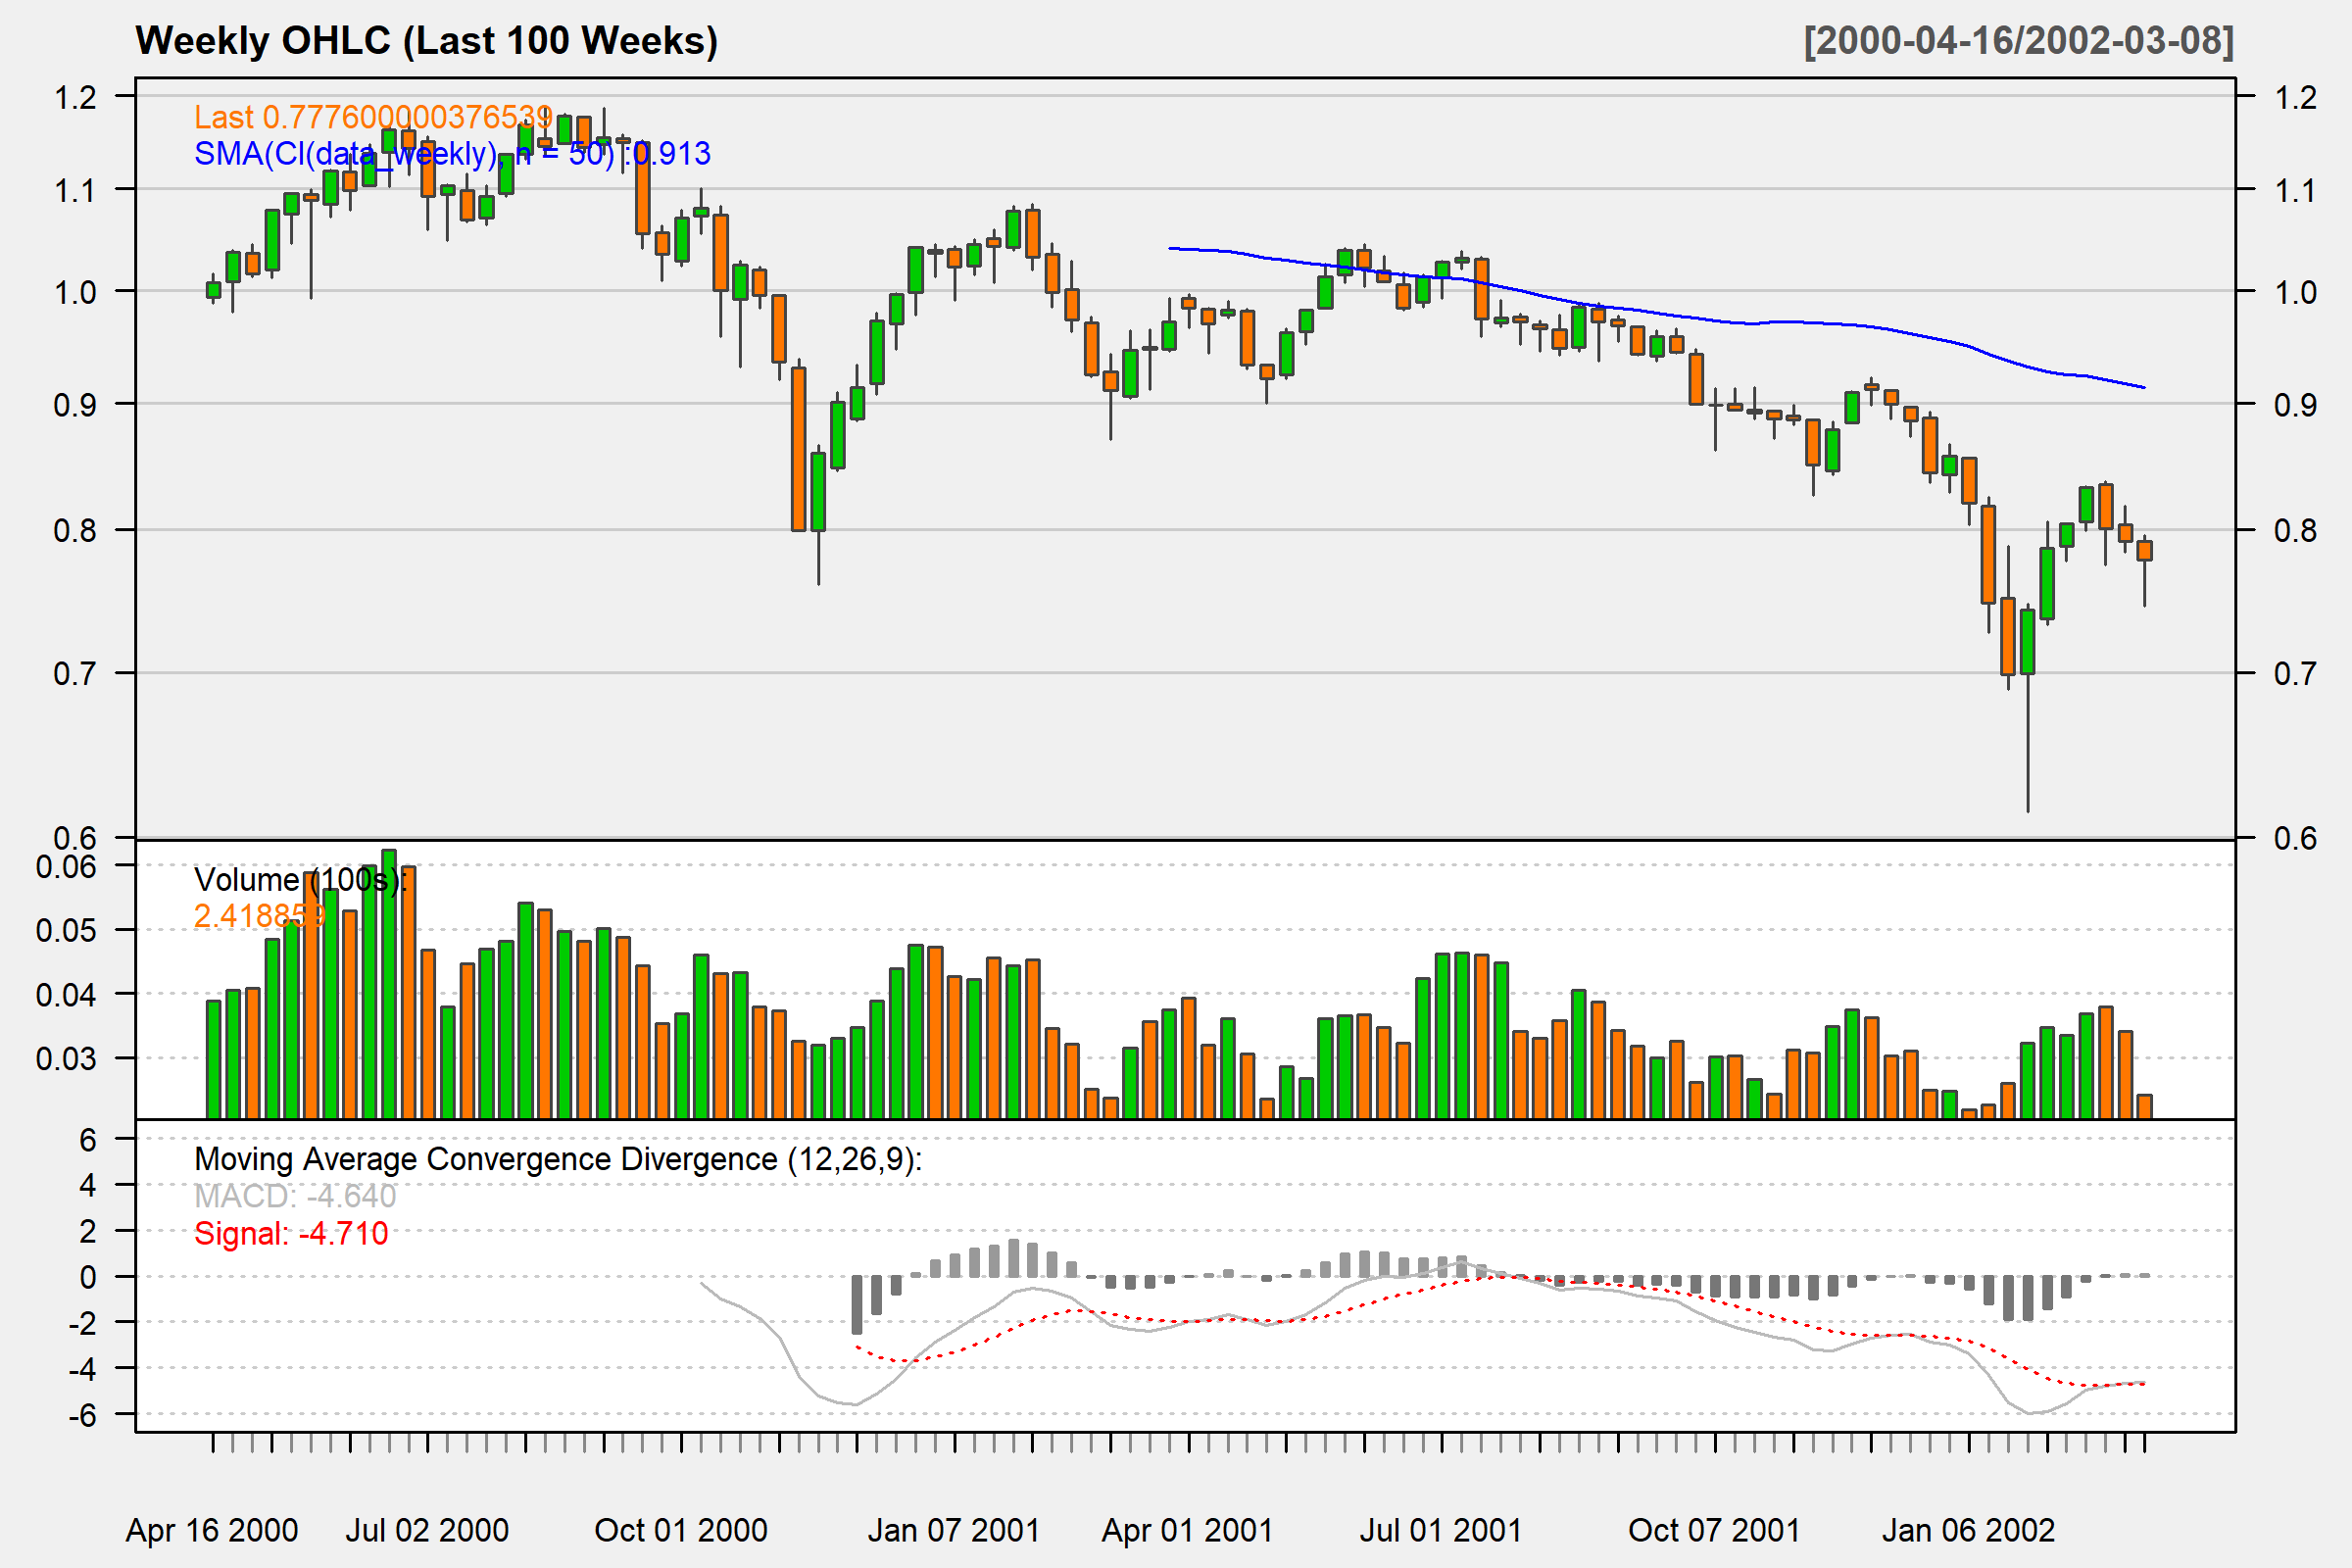 Weekly OHLC (Last 100 Weeks)
[2000-04-16/2002-03-08]
Last 0.777600000376539
SMA(Cl(data_weekly), n = 50) :0.913
1.2
1.1
1.0
0.9
0.8
0.7
0.6
1.2
1.1
1.0
0.9
0.8
0.7
0.6
Volume (100s):
2.418859
0.06
0.05
0.04
0.03
Moving Average Convergence Divergence (12,26,9):
MACD: -4.640
Signal: -4.710
6
4
2
0
-2
-4
-6
Apr 16 2000
Jul 02 2000
Oct 01 2000
Jan 07 2001
Apr 01 2001
Jul 01 2001
Oct 07 2001
Jan 06 2002